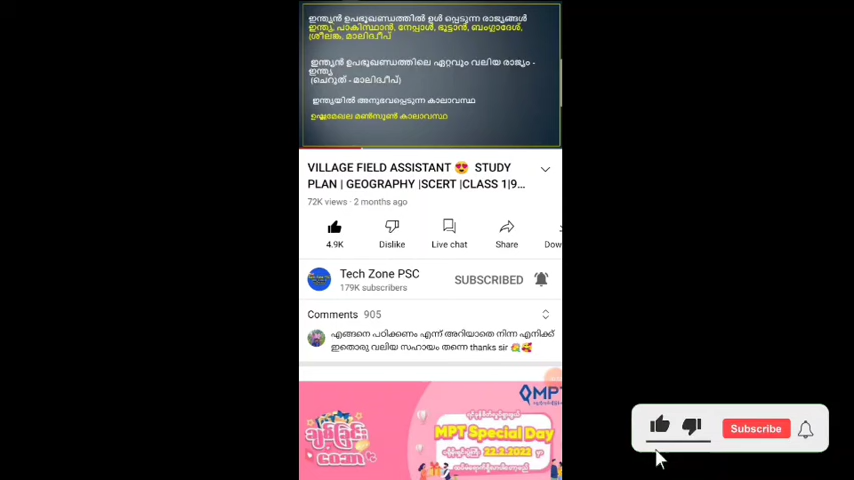 ഇന്ത്യൻ ഉപഭൂഖണ്ഡത്തിൽ ഉൾ പ്പെടുന്ന രാജ്യങ്ങൾ
ഇന്ത്യ, പാകിസ്ഥാൻ, നേപ്പാൾ, ഭൂട്ടാൻ, ബംഗ്ലാദേശ്,
ശ്രീലങ്ക, മാലിദ്വീപ്
ഇന്ത്യൻ ഉപഭൂഖണ്ഡത്തിലെ ഏറ്റവും വലിയ രാജ്യം -
ഇന്ത്യ
(ചെറുത് - മാലിദ്വീപ്)
ഇന്ത്യയിൽ അനുഭവപ്പെടുന്ന കാലാവസ്ഥ
ഉഷ്ണമേഖല മൺസൂൺ കാലാവസ്ഥ
VILLAGE FIELD ASSISTANT 😍 STUDY
PLAN | GEOGRAPHY |SCERT |CLASS 1|9...
72K views · 2 months ago
4.9K Dislike Live chat Share Dow
Tech Zone PSC SUBSCRIBED
179K subscribers
Comments 905
എങ്ങനെ പഠിക്കണം എന്ന് അറിയാതെ നിന്ന എനിക്ക്
ഇതൊരു വലിയ സഹായം തന്നെ thanks sir 💐🥰
MPT
MPT Special Day
22.2.2022
Subscribe